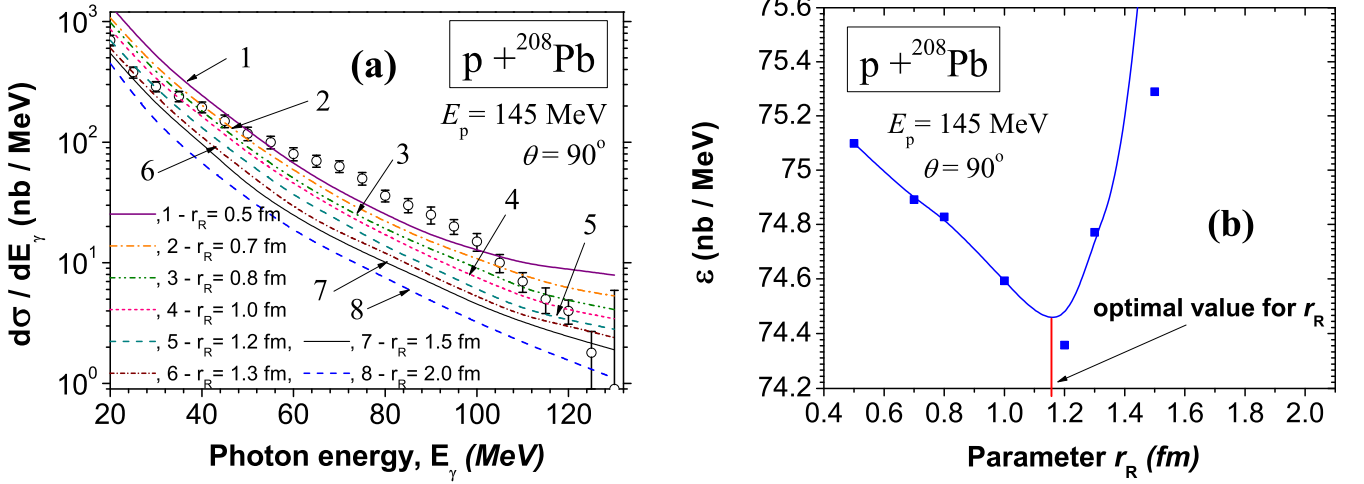 10³
10²
10¹
10⁰
dσ / dE_γ (nb / MeV)
(a)
p + ²⁰⁸Pb
E_p = 145 MeV
θ = 90°
1
2
3
4
5
6
7
8
, 1 - r_R = 0.5 fm
, 2 - r_R = 0.7 fm
, 3 - r_R = 0.8 fm
, 4 - r_R = 1.0 fm
, 5 - r_R = 1.2 fm, , 7 - r_R = 1.5 fm
, 6 - r_R = 1.3 fm, , 8 - r_R = 2.0 fm
20 40 60 80 100 120
Photon energy, E_γ (MeV)
75.6
75.4
75.2
75
74.8
74.6
74.4
74.2
ε (nb / MeV)
p + ²⁰⁸Pb
E_p = 145 MeV
θ = 90°
(b)
optimal value for r_R
0.4 0.6 0.8 1.0 1.2 1.4 1.6 1.8 2.0
Parameter r_R (fm)